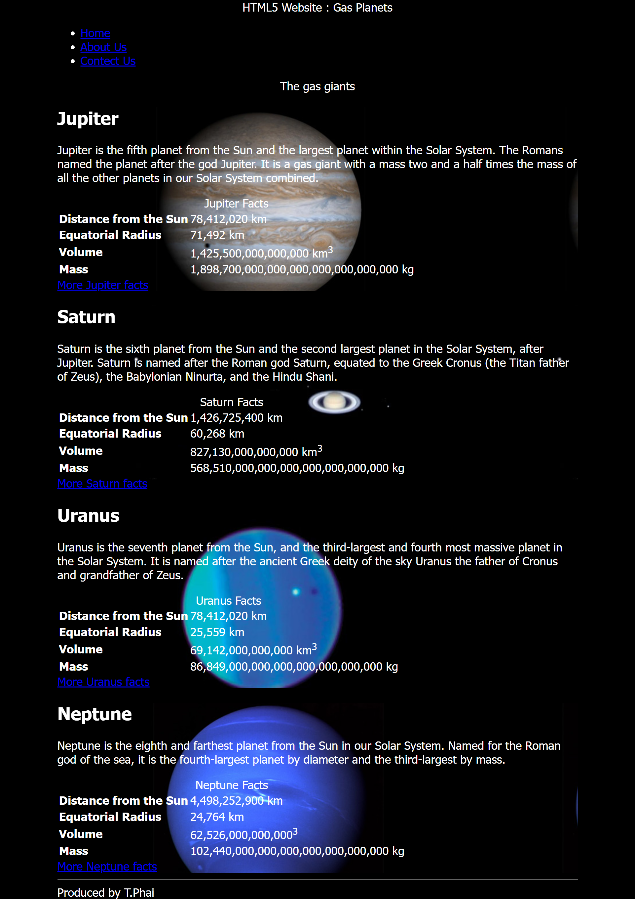 HTML5 Website : Gas Planets
Home
About Us
Contect Us
The gas giants
Jupiter
Jupiter is the fifth planet from the Sun and the largest planet within the Solar System. The Romans
named the planet after the god Jupiter. It is a gas giant with a mass two and a half times the mass of
all the other planets in our Solar System combined.
Jupiter Facts
Distance from the Sun 78,412,020 km
Equatorial Radius 71,492 km
Volume 1,425,500,000,000,000 km3
Mass 1,898,700,000,000,000,000,000,000,000 kg
More Jupiter facts
Saturn
Saturn is the sixth planet from the Sun and the second largest planet in the Solar System, after
Jupiter. Saturn is named after the Roman god Saturn, equated to the Greek Cronus (the Titan father
of Zeus), the Babylonian Ninurta, and the Hindu Shani.
Saturn Facts
Distance from the Sun 1,426,725,400 km
Equatorial Radius 60,268 km
Volume 827,130,000,000,000 km3
Mass 568,510,000,000,000,000,000,000,000 kg
More Saturn facts
Uranus
Uranus is the seventh planet from the Sun, and the third-largest and fourth most massive planet in
the Solar System. It is named after the ancient Greek deity of the sky Uranus the father of Cronus
and grandfather of Zeus.
Uranus Facts
Distance from the Sun 78,412,020 km
Equatorial Radius 25,559 km
Volume 69,142,000,000,000 km3
Mass 86,849,000,000,000,000,000,000,000 kg
More Uranus facts
Neptune
Neptune is the eighth and farthest planet from the Sun in our Solar System. Named for the Roman
god of the sea, it is the fourth-largest planet by diameter and the third-largest by mass.
Neptune Facts
Distance from the Sun 4,498,252,900 km
Equatorial Radius 24,764 km
Volume 62,526,000,000,0003
Mass 102,440,000,000,000,000,000,000,000 kg
More Neptune facts
Produced by T.Phai